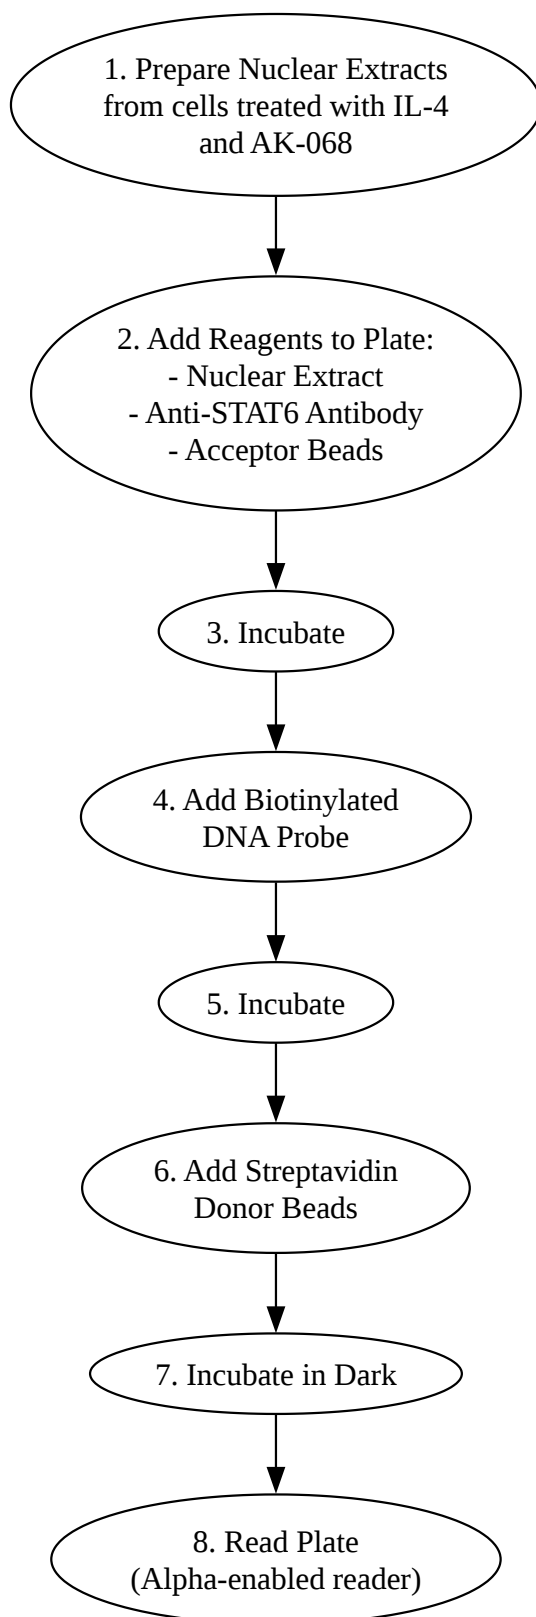 1. Prepare Nuclear Extracts
from cells treated with IL-4
and AK-068
2. Add Reagents to Plate:
- Nuclear Extract
- Anti-STAT6 Antibody
- Acceptor Beads
3. Incubate
4. Add Biotinylated
DNA Probe
5. Incubate
6. Add Streptavidin
Donor Beads
7. Incubate in Dark
8. Read Plate
(Alpha-enabled reader)